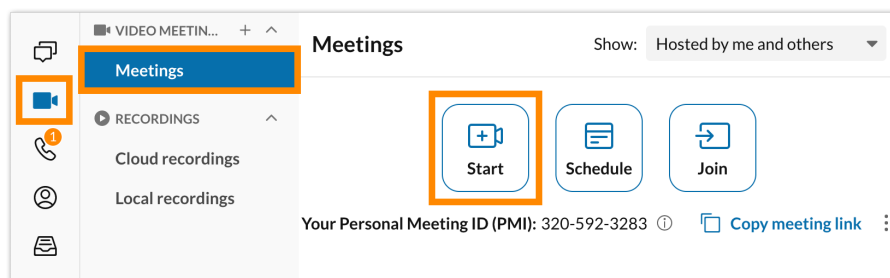 VIDEO MEETIN...
Meetings
RECORDINGS
Cloud recordings
Local recordings
1
Meetings
Show: Hosted by me and others
Start
Schedule
Join
Your Personal Meeting ID (PMI): 320-592-3283
Copy meeting link